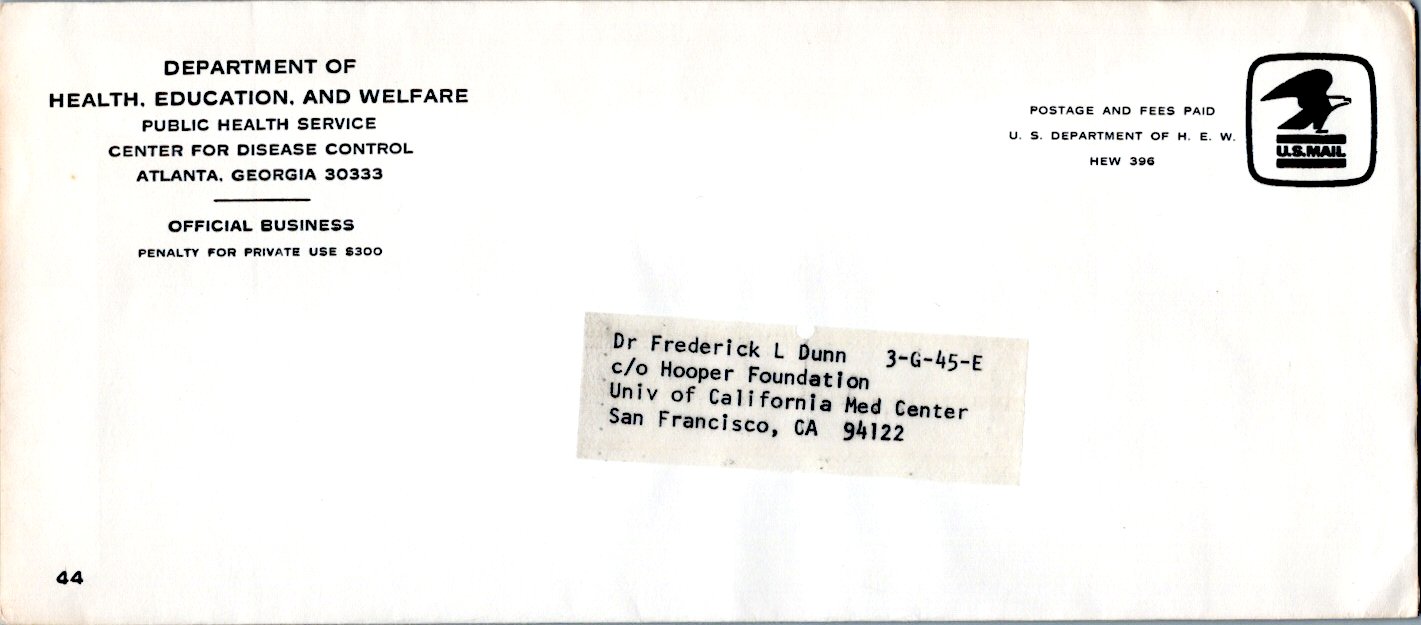 DEPARTMENT OF
HEALTH, EDUCATION, AND WELFARE
PUBLIC HEALTH SERVICE
CENTER FOR DISEASE CONTROL
ATLANTA, GEORGIA 30333
OFFICIAL BUSINESS
PENALTY FOR PRIVATE USE $300
POSTAGE AND FEES PAID
U. S. DEPARTMENT OF H. E. W.
HEW 396
U.S.MAIL
Dr Frederick L Dunn 3-G-45-E
c/o Hooper Foundation
Univ of California Med Center
San Francisco, CA 94122
44